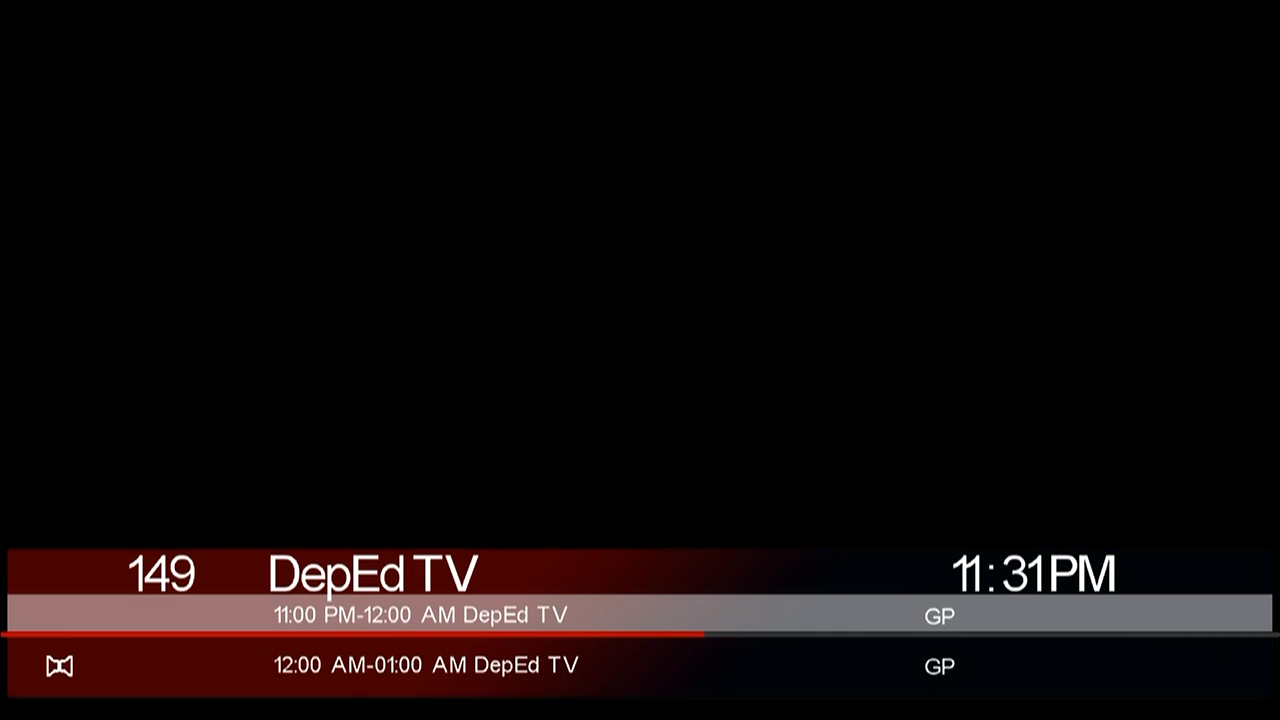 149 DepEd TV 11:31PM
11:00 PM-12:00 AM DepEd TV GP
12:00 AM-01:00 AM DepEd TV GP